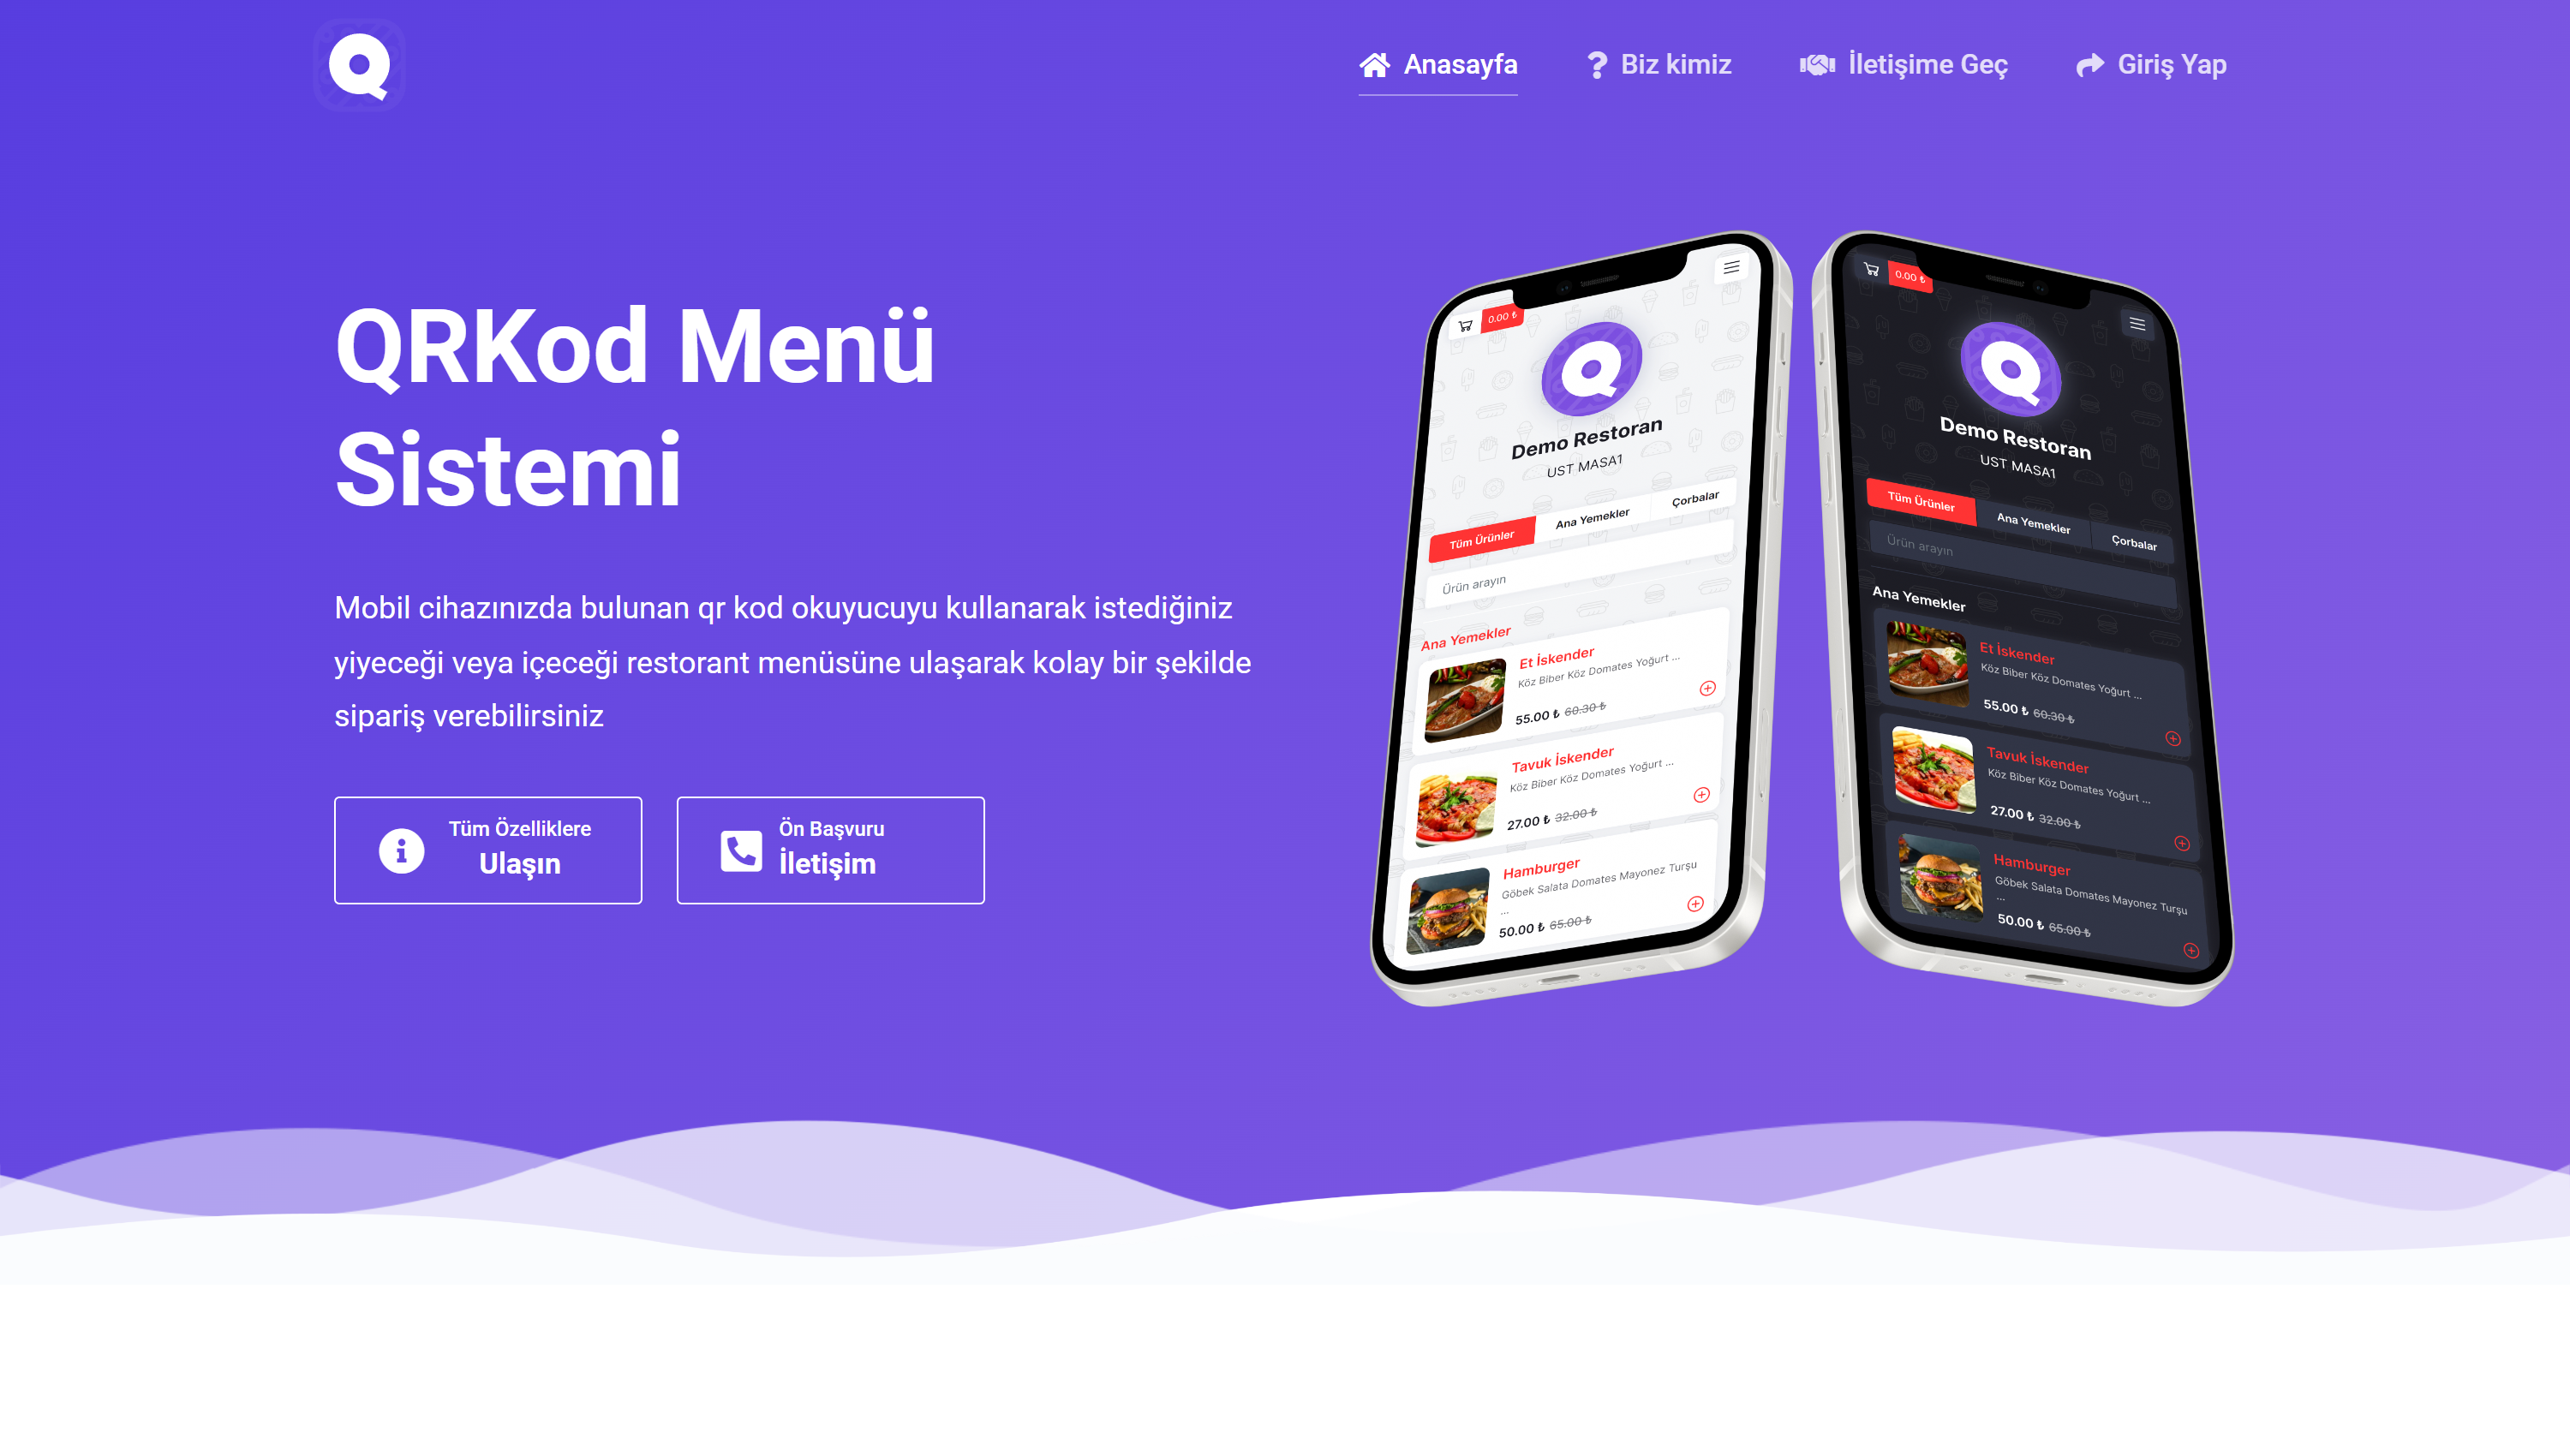 Q
Anasayfa
Biz kimiz
İletişime Geç
Giriş Yap
QRKod Menü
Sistemi
Mobil cihazınızda bulunan qr kod okuyucuyu kullanarak istediğiniz
yiyeceği veya içeceği restorant menüsüne ulaşarak kolay bir şekilde
sipariş verebilirsiniz
Tüm Özelliklere
Ulaşın
Ön Başvuru
İletişim
0.00 ₺
Q
Demo Restoran
UST MASA1
Tüm Ürünler
Ana Yemekler
Çorbalar
Ürün arayın
Ana Yemekler
Et İskender
Köz Biber Köz Domates Yoğurt ...
55.00 ₺ 60.30 ₺
Tavuk İskender
Köz Biber Köz Domates Yoğurt ...
27.00 ₺ 32.00 ₺
Hamburger
Göbek Salata Domates Mayonez Turşu
...
50.00 ₺ 65.00 ₺
0.00 ₺
Q
Demo Restoran
UST MASA1
Tüm Ürünler
Ana Yemekler
Çorbalar
Ürün arayın
Ana Yemekler
Et İskender
Köz Biber Köz Domates Yoğurt ...
55.00 ₺ 60.30 ₺
Tavuk İskender
Köz Biber Köz Domates Yoğurt ...
27.00 ₺ 32.00 ₺
Hamburger
Göbek Salata Domates Mayonez Turşu
...
50.00 ₺ 65.00 ₺